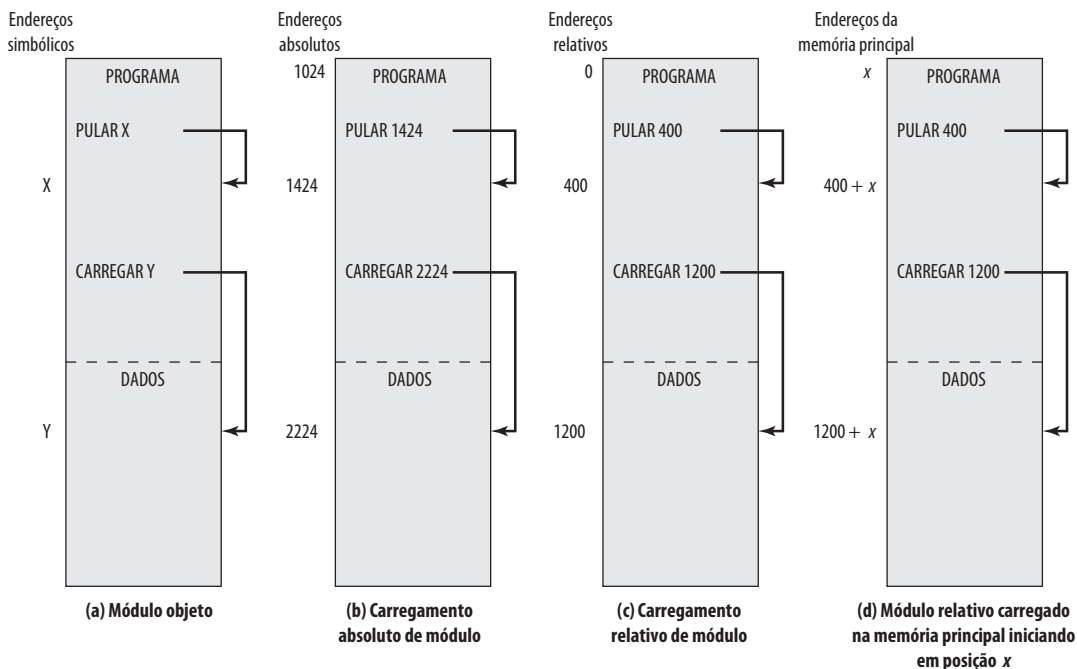 Endereços
simbólicos
PROGRAMA
PULAR X
X
CARREGAR Y
DADOS
Y
(a) Módulo objeto
Endereços
absolutos
1024
PROGRAMA
PULAR 1424
1424
CARREGAR 2224
DADOS
2224
(b) Carregamento
absoluto de módulo
Endereços
relativos
0
PROGRAMA
PULAR 400
400
CARREGAR 1200
DADOS
1200
(c) Carregamento
relativo de módulo
Endereços da
memória principal
x
PROGRAMA
PULAR 400
400 + x
CARREGAR 1200
DADOS
1200 + x
(d) Módulo relativo carregado
na memória principal iniciando
em posição x